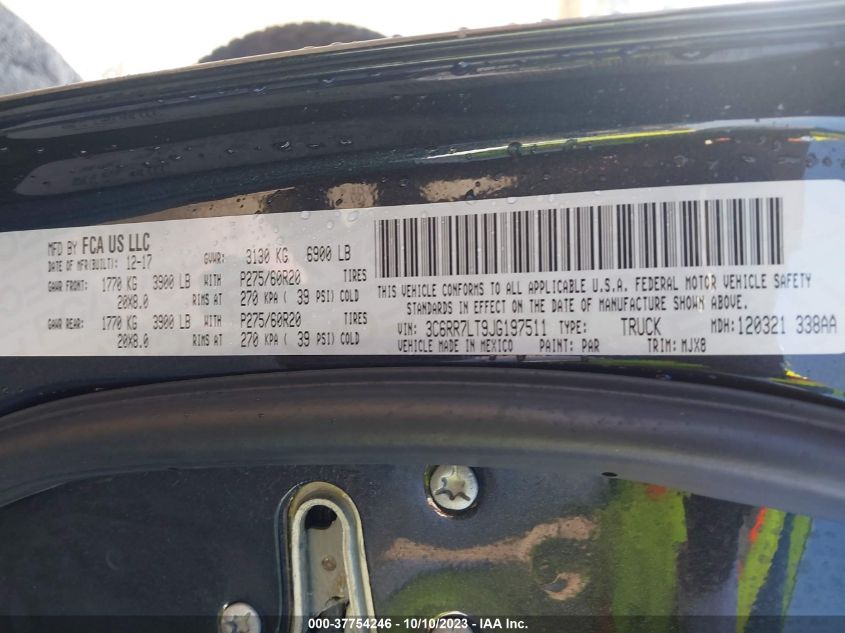 MFD BY FCA US LLC
DATE OF MFR(BUILT): 12-17
GVWR: 3130 KG 6900 LB
GAWR FRONT: 1770 KG 3900 LB WITH P275/60R20 TIRES
20X8.0 RIMS AT 270 KPA ( 39 PSI) COLD
GAWR REAR: 1770 KG 3900 LB WITH P275/60R20 TIRES
20X8.0 RIMS AT 270 KPA ( 39 PSI) COLD
THIS VEHICLE CONFORMS TO ALL APPLICABLE U.S.A. FEDERAL MOTOR VEHICLE SAFETY
STANDARDS IN EFFECT ON THE DATE OF MANUFACTURE SHOWN ABOVE.
VIN: 3C6RR7LT9JG197511 TYPE: TRUCK MDH: 120321 338AA
VEHICLE MADE IN MEXICO PAINT: PAR TRIM: MJX8
000-37754246 - 10/10/2023 - IAA Inc.